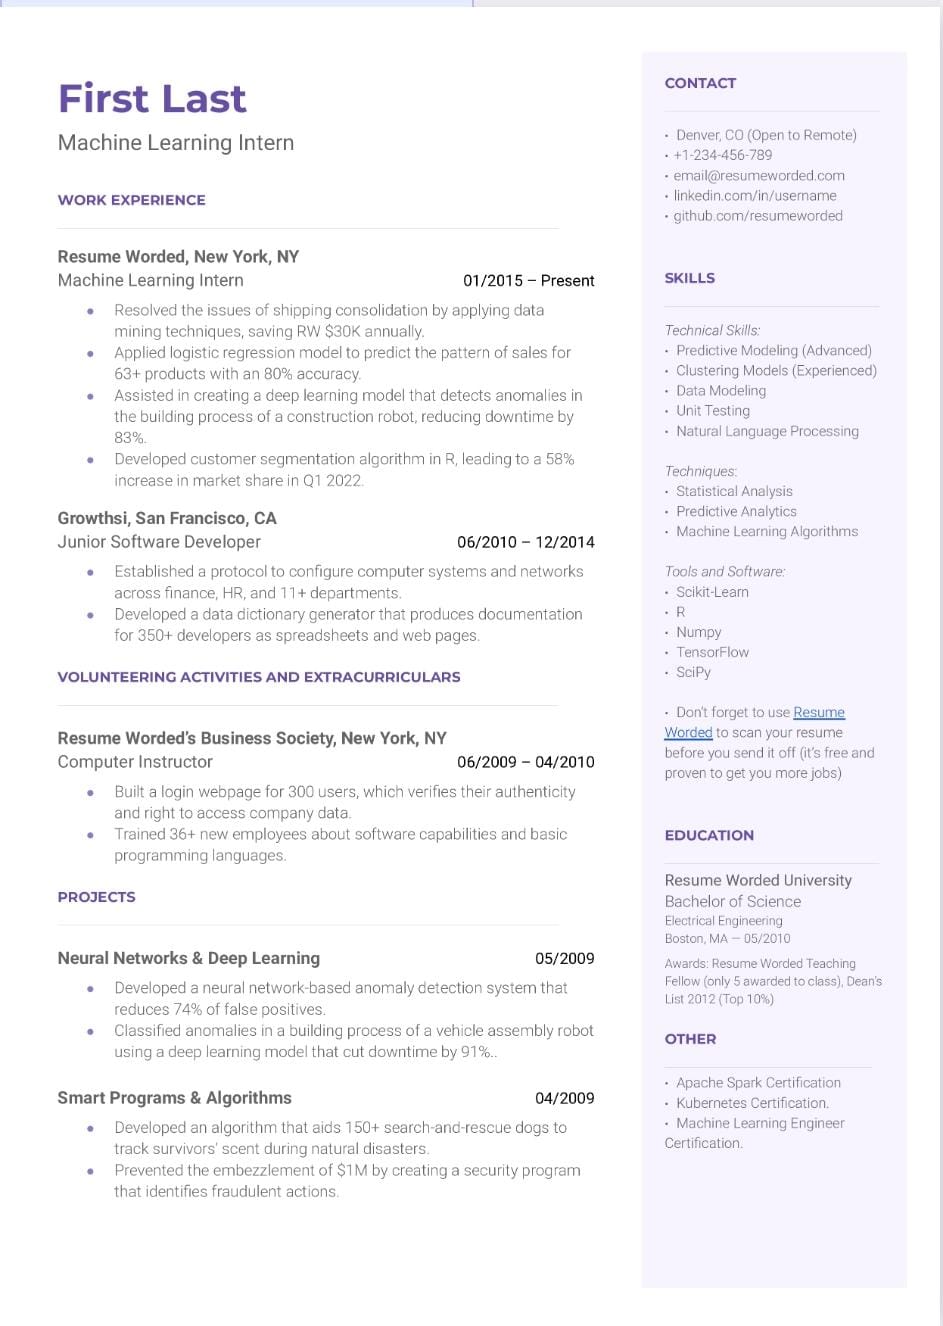 First Last
Machine Learning Intern
WORK EXPERIENCE
Resume Worded, New York, NY
Machine Learning Intern 01/2015 – Present
● Resolved the issues of shipping consolidation by applying data
mining techniques, saving RW $30K annually.
● Applied logistic regression model to predict the pattern of sales for
63+ products with an 80% accuracy.
● Assisted in creating a deep learning model that detects anomalies in
the building process of a construction robot, reducing downtime by
83%.
● Developed customer segmentation algorithm in R, leading to a 58%
increase in market share in Q1 2022.
Growthsi, San Francisco, CA
Junior Software Developer 06/2010 – 12/2014
● Established a protocol to configure computer systems and networks
across finance, HR, and 11+ departments.
● Developed a data dictionary generator that produces documentation
for 350+ developers as spreadsheets and web pages.
VOLUNTEERING ACTIVITIES AND EXTRACURRICULARS
Resume Worded’s Business Society, New York, NY
Computer Instructor 06/2009 – 04/2010
● Built a login webpage for 300 users, which verifies their authenticity
and right to access company data.
● Trained 36+ new employees about software capabilities and basic
programming languages.
PROJECTS
Neural Networks & Deep Learning 05/2009
● Developed a neural network-based anomaly detection system that
reduces 74% of false positives.
● Classified anomalies in a building process of a vehicle assembly robot
using a deep learning model that cut downtime by 91%..
Smart Programs & Algorithms 04/2009
● Developed an algorithm that aids 150+ search-and-rescue dogs to
track survivors’ scent during natural disasters.
● Prevented the embezzlement of $1M by creating a security program
that identifies fraudulent actions.
CONTACT
• Denver, CO (Open to Remote)
• +1-234-456-789
• email@resumeworded.com
• linkedin.com/in/username
• github.com/resumeworded
SKILLS
Technical Skills:
• Predictive Modeling (Advanced)
• Clustering Models (Experienced)
• Data Modeling
• Unit Testing
• Natural Language Processing
Techniques:
• Statistical Analysis
• Predictive Analytics
• Machine Learning Algorithms
Tools and Software:
• Scikit-Learn
• R
• Numpy
• TensorFlow
• SciPy
• Don’t forget to use Resume
Worded to scan your resume
before you send it off (it’s free and
proven to get you more jobs)
EDUCATION
Resume Worded University
Bachelor of Science
Electrical Engineering
Boston, MA — 05/2010
Awards: Resume Worded Teaching
Fellow (only 5 awarded to class), Dean’s
List 2012 (Top 10%)
OTHER
• Apache Spark Certification
• Kubernetes Certification.
• Machine Learning Engineer
Certification.